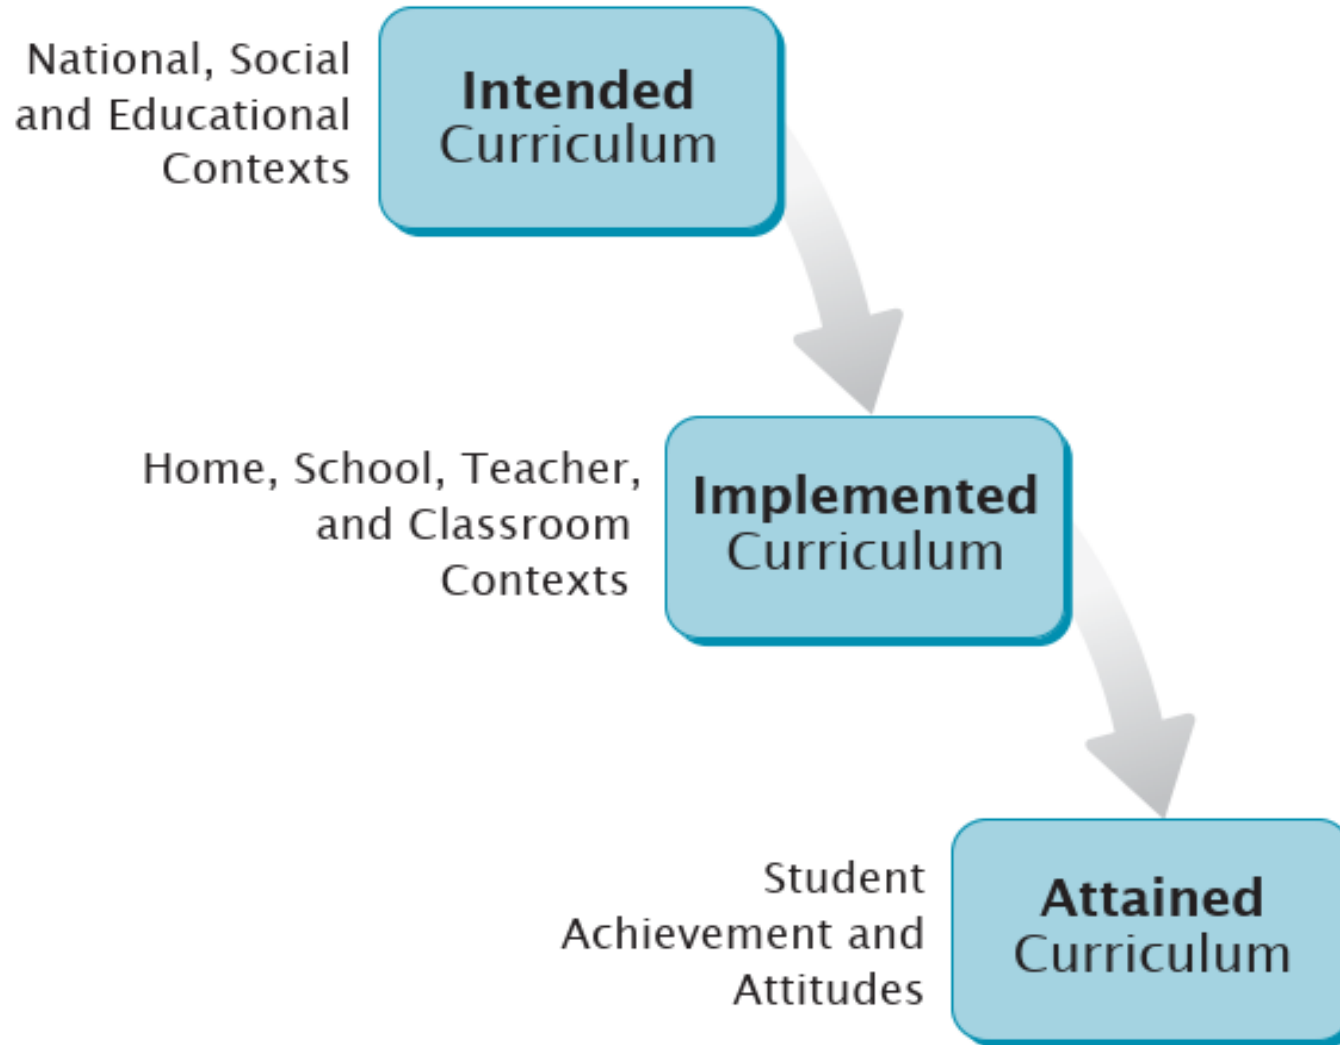 National, Social
and Educational
Contexts
Intended
Curriculum
Home, School, Teacher,
and Classroom
Contexts
Implemented
Curriculum
Student
Achievement and
Attitudes
Attained
Curriculum